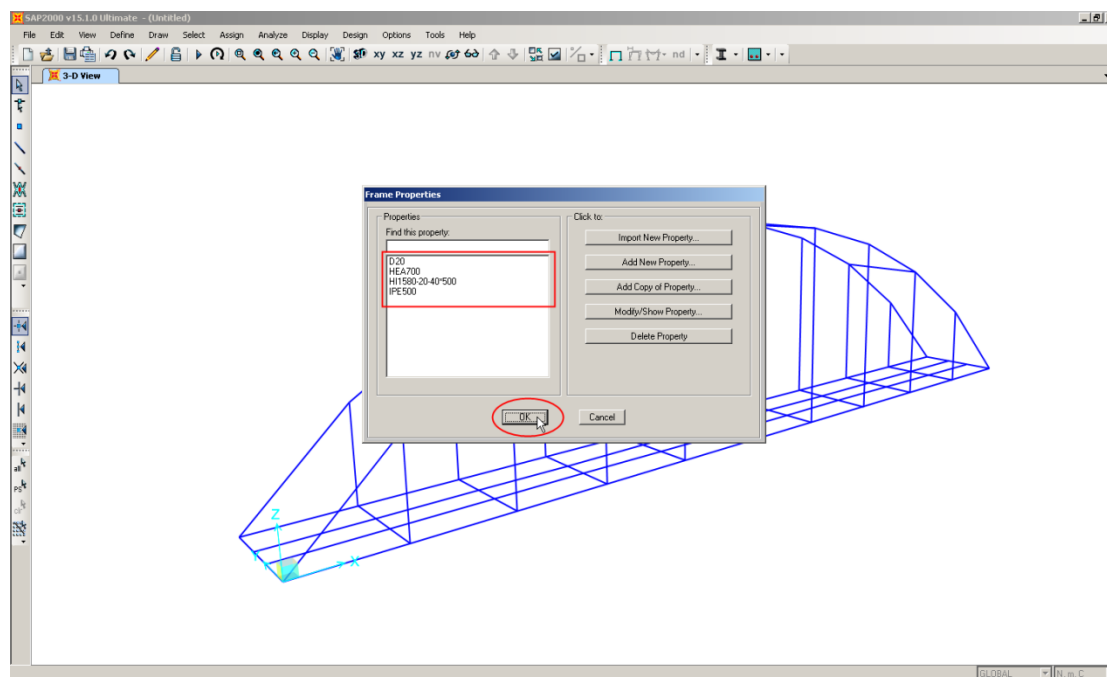 SAP2000 v15.1.0 Ultimate - (Untitled)
File Edit View Define Draw Select Assign Analyze Display Design Options Tools Help
xy xz yz nv nd
3-D View
Frame Properties
Properties
Find this property:
D20
HEA700
HI1580-20-40*500
IPE500
Click to:
Import New Property...
Add New Property...
Add Copy of Property...
Modify/Show Property...
Delete Property
OK
Cancel
all
PS
Z
Y
X
GLOBAL
N, m, C